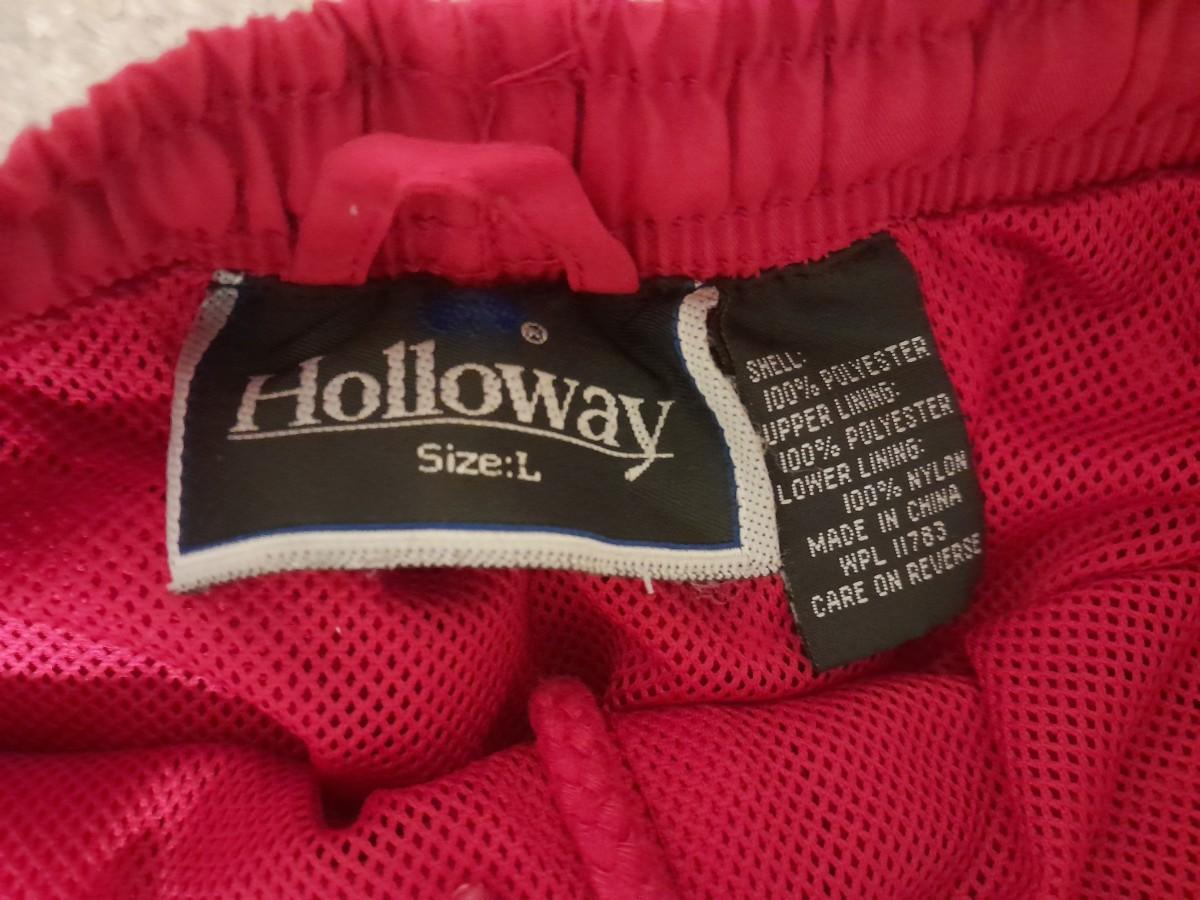 Holloway®
Size:L
SHELL:
100% POLYESTER
UPPER LINING:
100% POLYESTER
LOWER LINING:
100% NYLON
MADE IN CHINA
WPL 11783
CARE ON REVERSE